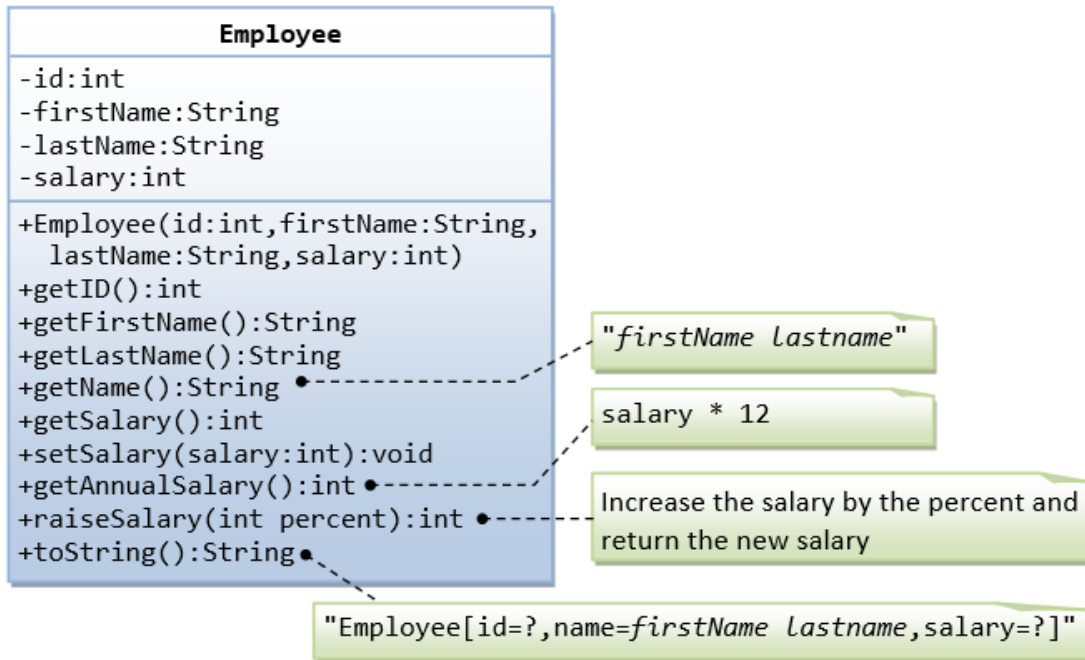 Employee
-id:int
-firstName:String
-lastName:String
-salary:int
+Employee(id:int,firstName:String,
lastName:String,salary:int)
+getID():int
+getFirstName():String
+getLastName():String
+getName():String
+getSalary():int
+setSalary(salary:int):void
+getAnnualSalary():int
+raiseSalary(int percent):int
+toString():String
"firstName lastname"
salary * 12
Increase the salary by the percent and
return the new salary
"Employee[id=?,name=firstName lastname,salary=?]"